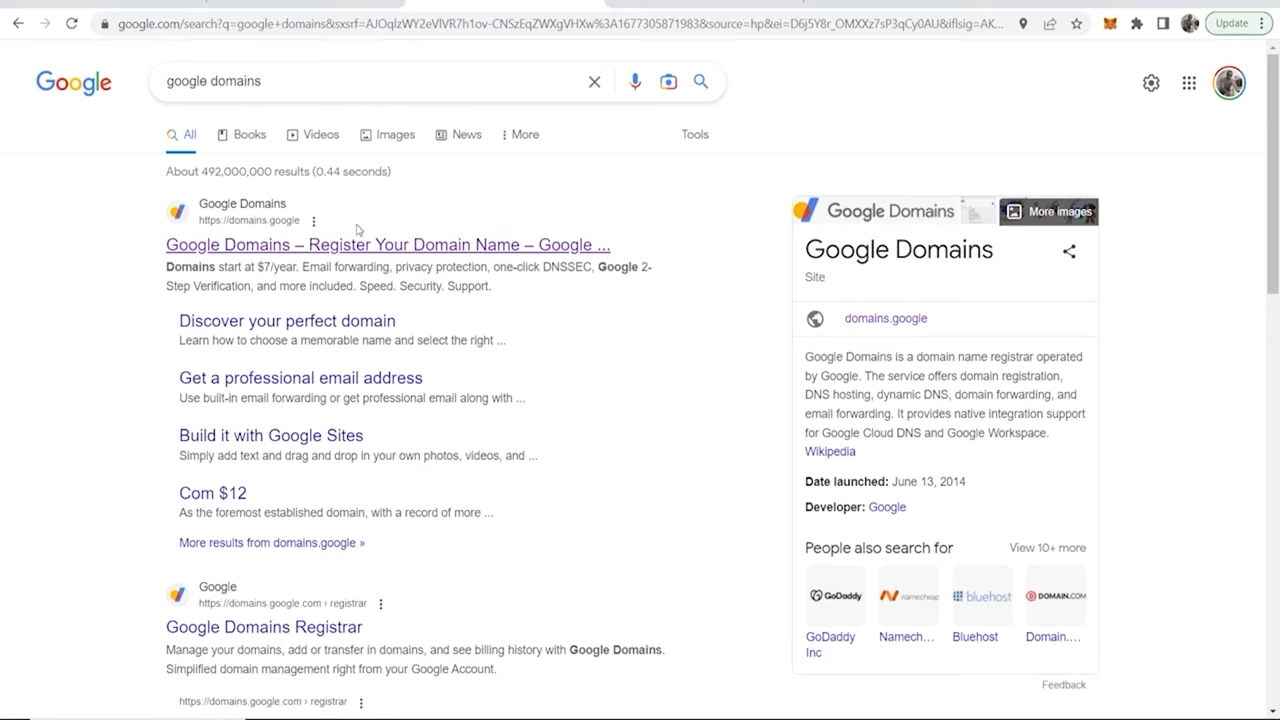 google.com/search?q=google+domains&sxsrf=AJOqlzWY2eVlVR7h1ov-CNSzEqZWXgVHXw%3A1677305871983&source=hp&ei=D6j5Y8r_OMXXz7sP3qCy0AU&iflsig=AK...
Update
Google
google domains
All
Books
Videos
Images
News
More
Tools
About 492,000,000 results (0.44 seconds)
Google Domains
https://domains.google
Google Domains – Register Your Domain Name – Google ...
Domains start at $7/year. Email forwarding, privacy protection, one-click DNSSEC, Google 2-
Step Verification, and more included. Speed. Security. Support.
Discover your perfect domain
Learn how to choose a memorable name and select the right ...
Get a professional email address
Use built-in email forwarding or get professional email along with ...
Build it with Google Sites
Simply add text and drag and drop in your own photos, videos, and ...
Com $12
As the foremost established domain, with a record of more ...
More results from domains.google »
Google
https://domains.google.com › registrar
Google Domains Registrar
Manage your domains, add or transfer in domains, and see billing history with Google Domains.
Simplified domain management right from your Google Account.
https://domains.google.com › registrar
Google Domains
More images
Google Domains
Site
domains.google
Google Domains is a domain name registrar operated
by Google. The service offers domain registration,
DNS hosting, dynamic DNS, domain forwarding, and
email forwarding. It provides native integration support
for Google Cloud DNS and Google Workspace.
Wikipedia
Date launched: June 13, 2014
Developer: Google
People also search for
View 10+ more
GoDaddy
namecheap
bluehost
DOMAIN.COM
GoDaddy
Inc
Namech...
Bluehost
Domain....
Feedback